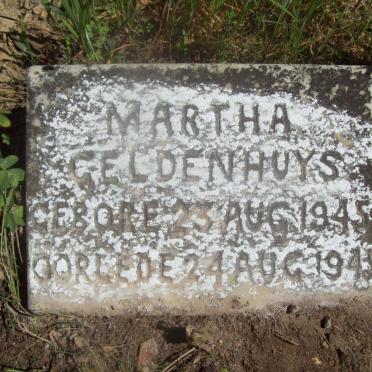 MARTHA
GELDENHUYS
GEBORE 23 AUG 1945
OORLEDE 24 AUG 1945